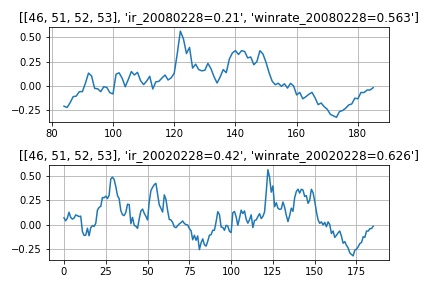 [[46, 51, 52, 53], 'ir_20080228=0.21', 'winrate_20080228=0.563']
0.50
0.25
0.00
-0.25
80 100 120 140 160 180
[[46, 51, 52, 53], 'ir_20020228=0.42', 'winrate_20020228=0.626']
0.50
0.25
0.00
-0.25
0 25 50 75 100 125 150 175